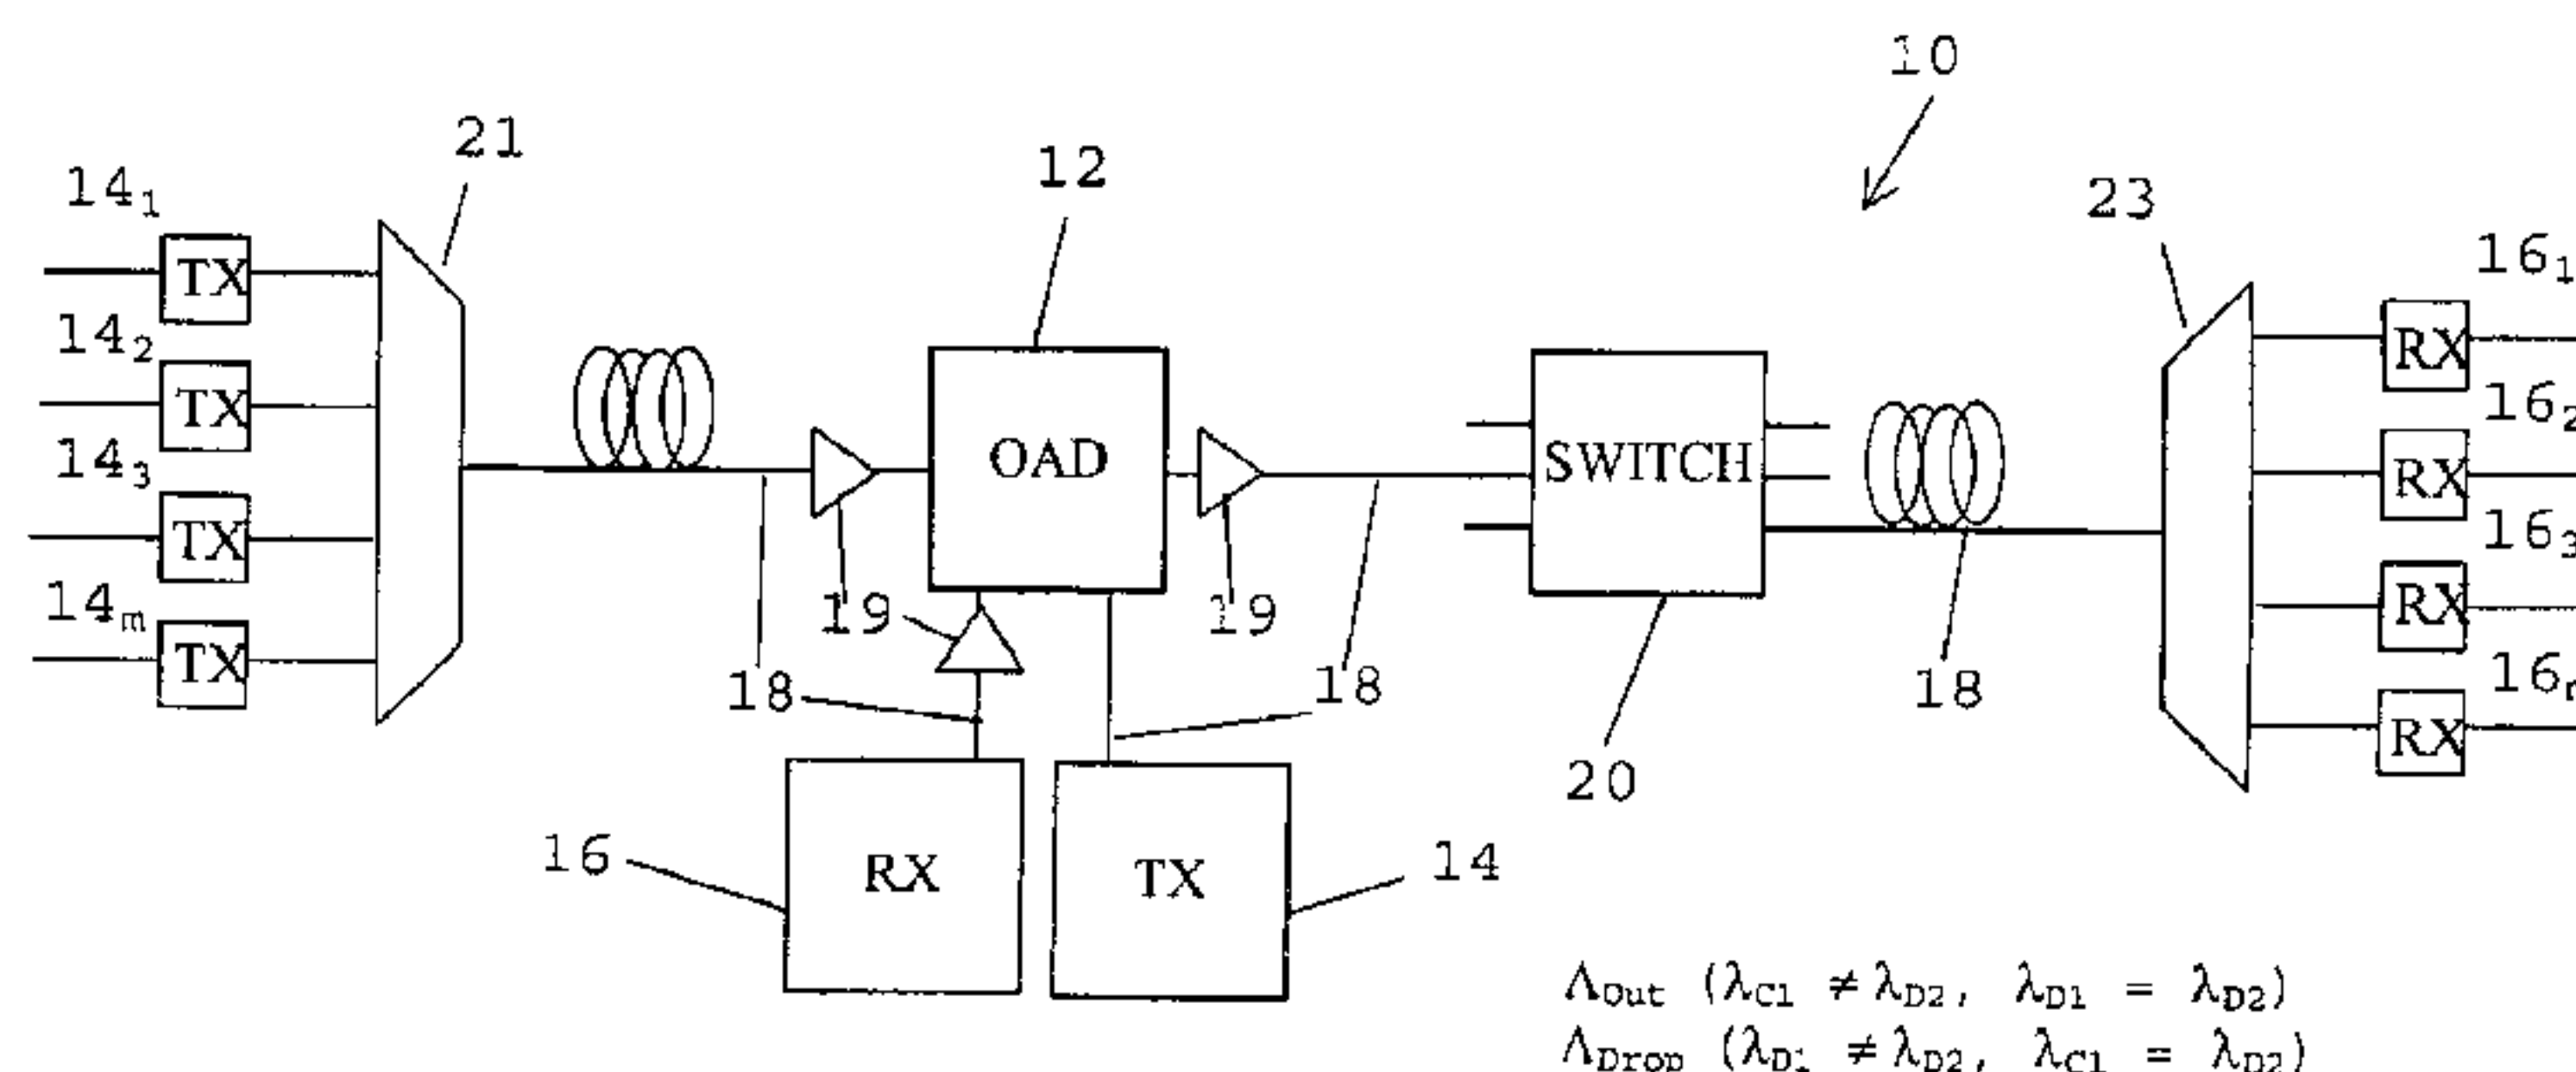 10
21
12
14₁
23
TX
16₁
14₂
RX
TX
16₂
14₃
OAD
SWITCH
RX
TX
16₃
14ₘ
19
19
RX
TX
18
18
18
16
RX
20
16
RX
TX
14
Λ_Out (λ_C1 ≠ λ_D2, λ_D1 = λ_D2)
Λ_Drop (λ_D1 ≠ λ_D2, λ_C1 = λ_D2)